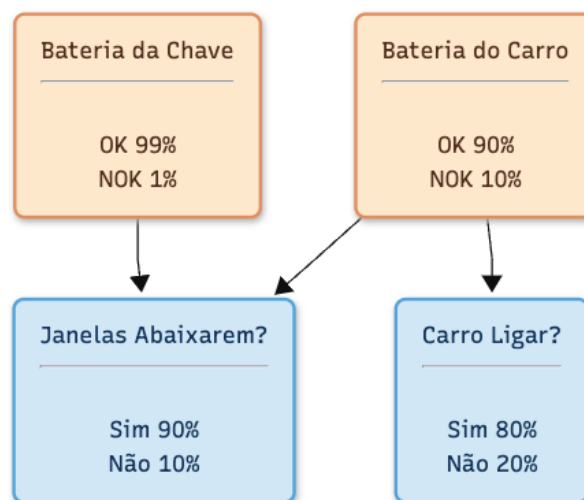 Bateria da Chave
OK 99%
NOK 1%
Bateria do Carro
OK 90%
NOK 10%
Janelas Abaixarem?
Sim 90%
Não 10%
Carro Ligar?
Sim 80%
Não 20%